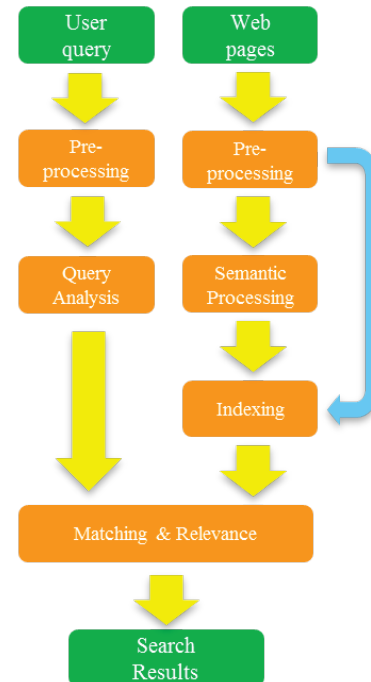 User
query
Web
pages
Pre-
processing
Pre-
processing
Query
Analysis
Semantic
Processing
Indexing
Matching & Relevance
Search
Results